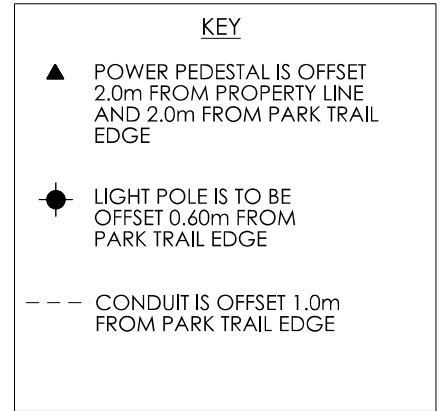 KEY
POWER PEDESTAL IS OFFSET
2.0m FROM PROPERTY LINE
AND 2.0m FROM PARK TRAIL
EDGE
LIGHT POLE IS TO BE
OFFSET 0.60m FROM
PARK TRAIL EDGE
CONDUIT IS OFFSET 1.0m
FROM PARK TRAIL EDGE